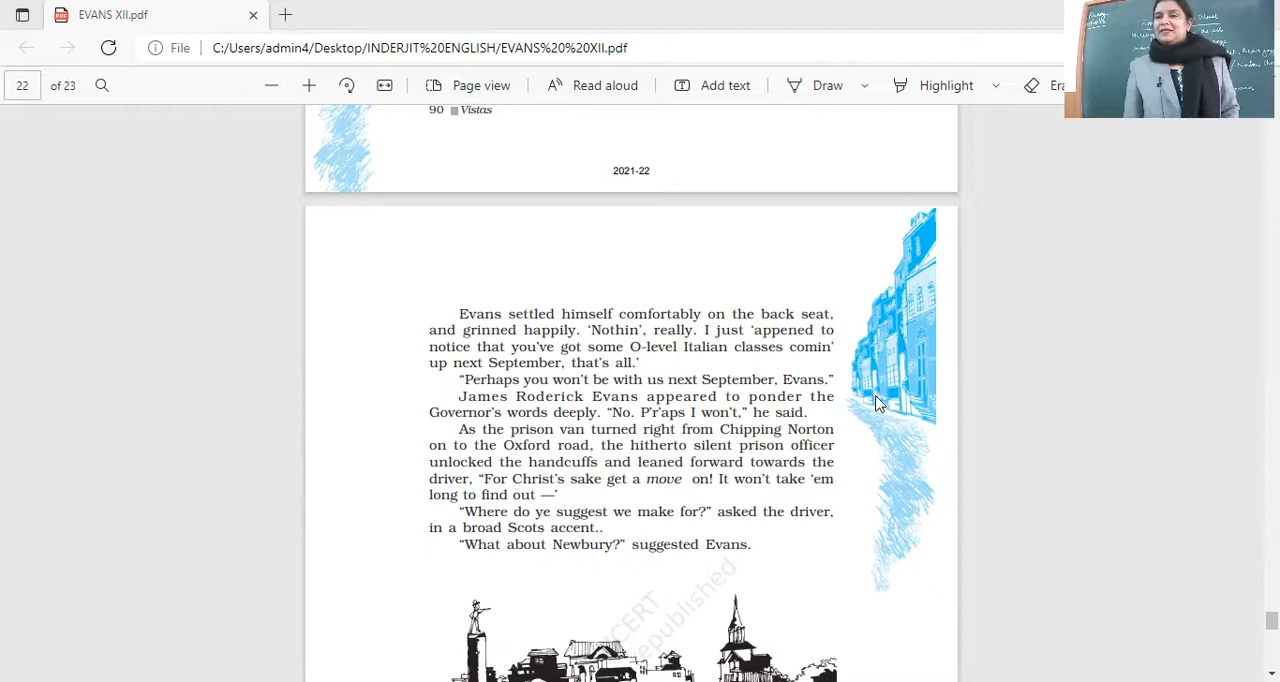 EVANS XII.pdf
File C:/Users/admin4/Desktop/INDERJIT%20ENGLISH/EVANS%20%20XII.pdf
22 of 23 Page view Read aloud Add text Draw Highlight
90 Vistas
2021-22
Evans settled himself comfortably on the back seat,
and grinned happily. ‘Nothin’, really. I just ‘appened to
notice that you’ve got some O-level Italian classes comin’
up next September, that’s all.’
“Perhaps you won’t be with us next September, Evans.”
James Roderick Evans appeared to ponder the
Governor’s words deeply. “No. P’r’aps I won’t,” he said.
As the prison van turned right from Chipping Norton
on to the Oxford road, the hitherto silent prison officer
unlocked the handcuffs and leaned forward towards the
driver, “For Christ’s sake get a move on! It won’t take ‘em
long to find out —’
“Where do ye suggest we make for?” asked the driver,
in a broad Scots accent..
“What about Newbury?” suggested Evans.